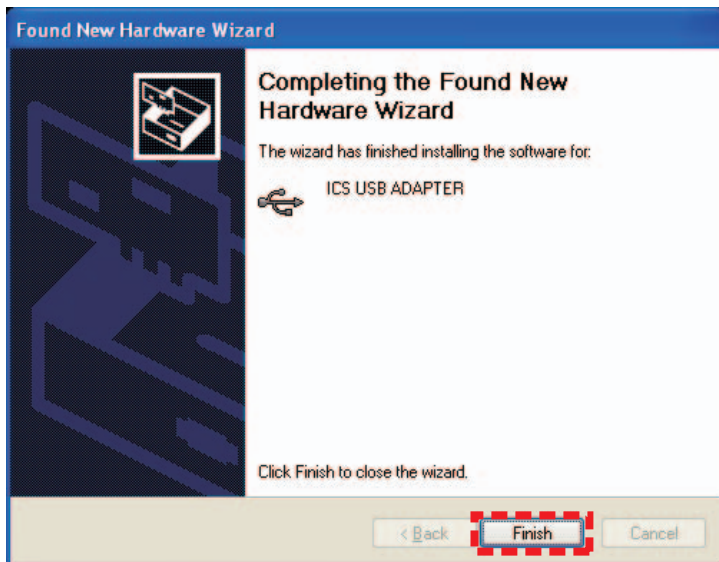 Found New Hardware Wizard
Completing the Found New
Hardware Wizard
The wizard has finished installing the software for:
ICS USB ADAPTER
Click Finish to close the wizard.
< Back Finish Cancel